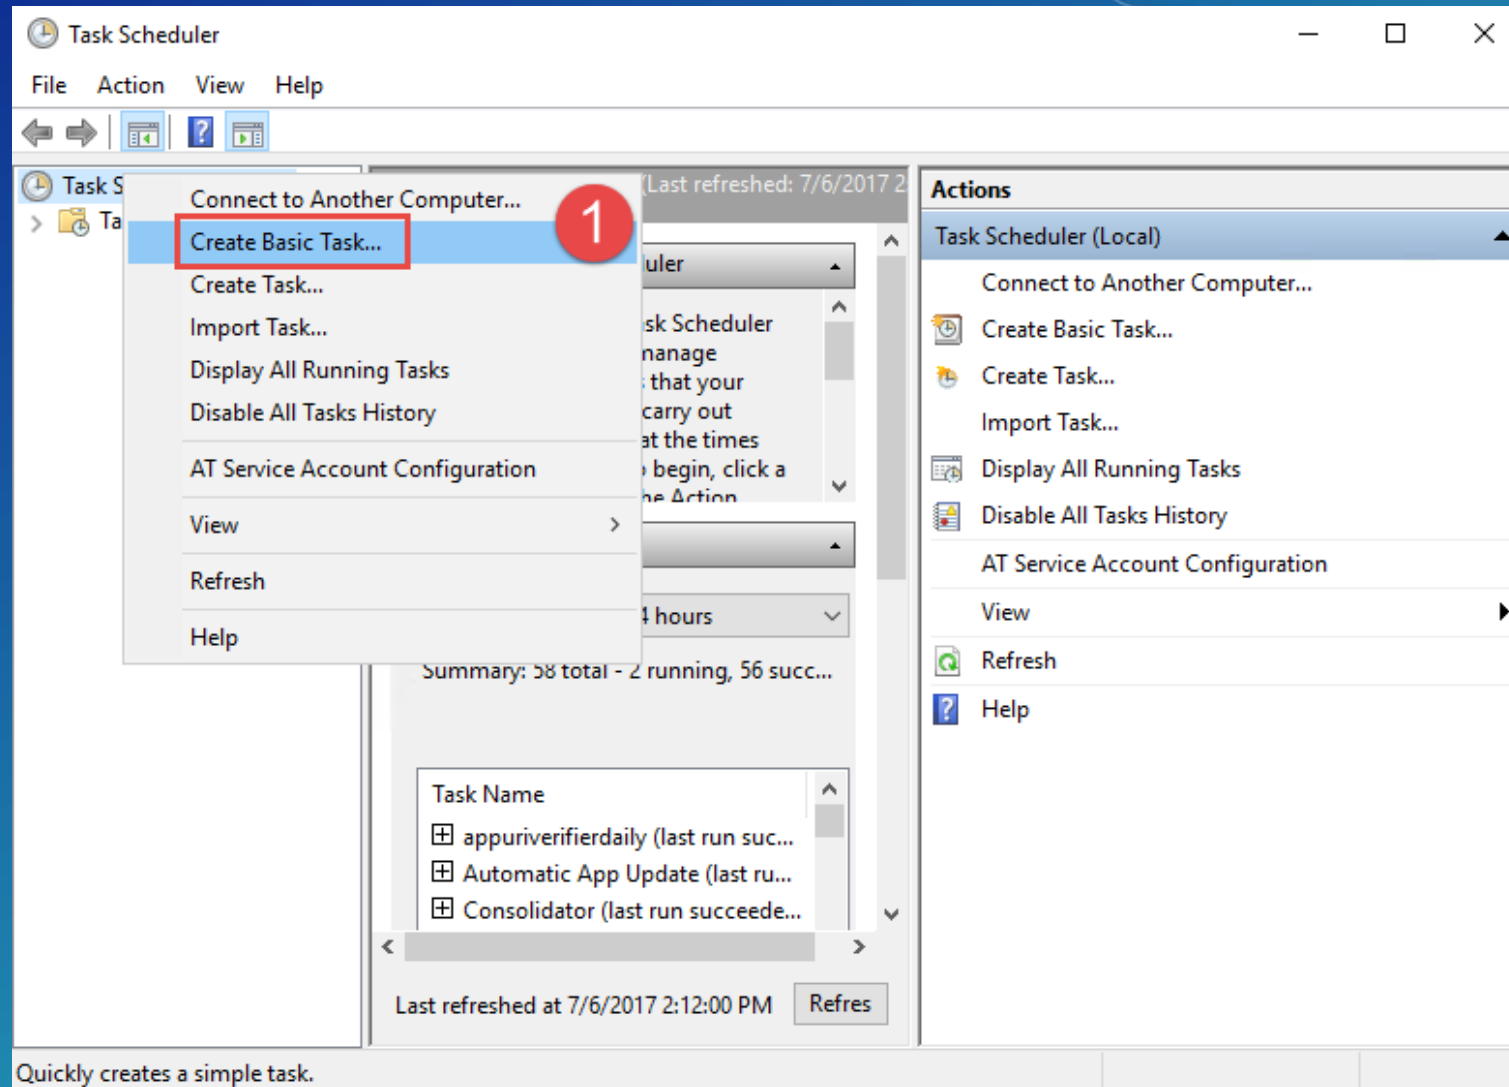 Task Scheduler
File Action View Help
Task S
Ta
Connect to Another Computer...
Create Basic Task...
Create Task...
Import Task...
Display All Running Tasks
Disable All Tasks History
AT Service Account Configuration
View
Refresh
Help
1
(Last refreshed: 7/6/2017 2
uler
sk Scheduler
manage
that your
carry out
at the times
begin, click a
he Action
4 hours
Summary: 58 total - 2 running, 56 succ...
Task Name
appuriverifierdaily (last run suc...
Automatic App Update (last ru...
Consolidator (last run succeede...
Last refreshed at 7/6/2017 2:12:00 PM
Refres
Actions
Task Scheduler (Local)
Connect to Another Computer...
Create Basic Task...
Create Task...
Import Task...
Display All Running Tasks
Disable All Tasks History
AT Service Account Configuration
View
Refresh
Help
Quickly creates a simple task.